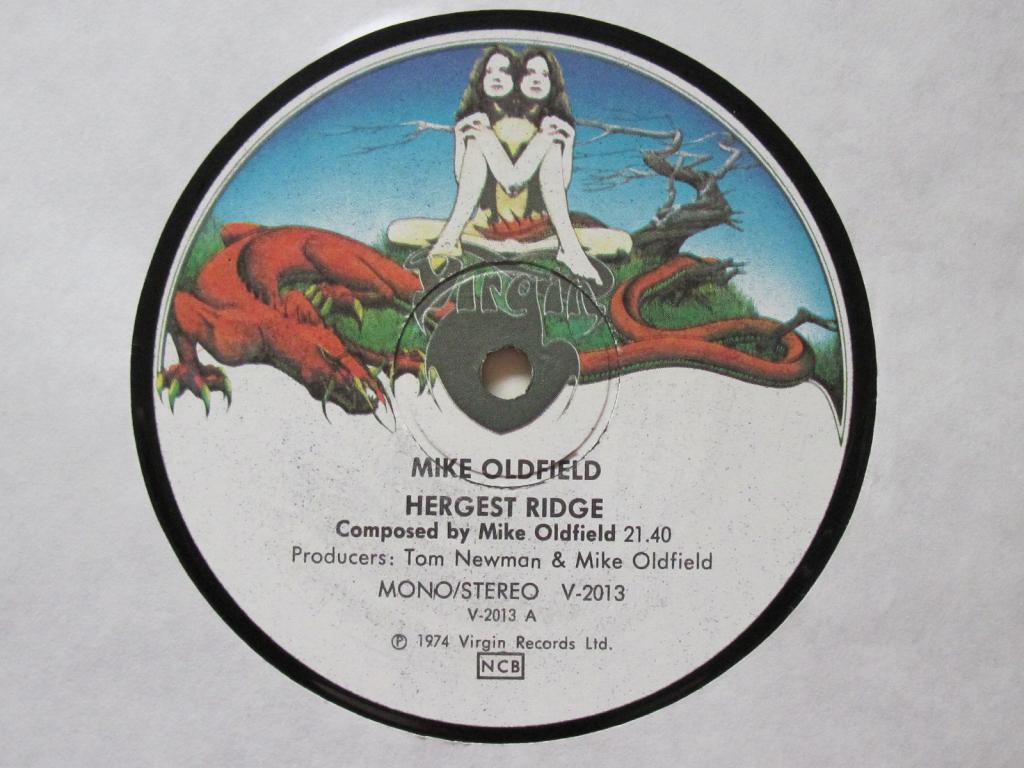 Virgin
MIKE OLDFIELD
HERGEST RIDGE
Composed by Mike Oldfield 21.40
Producers: Tom Newman & Mike Oldfield
MONO/STEREO V-2013
V-2013 A
℗ 1974 Virgin Records Ltd.
NCB